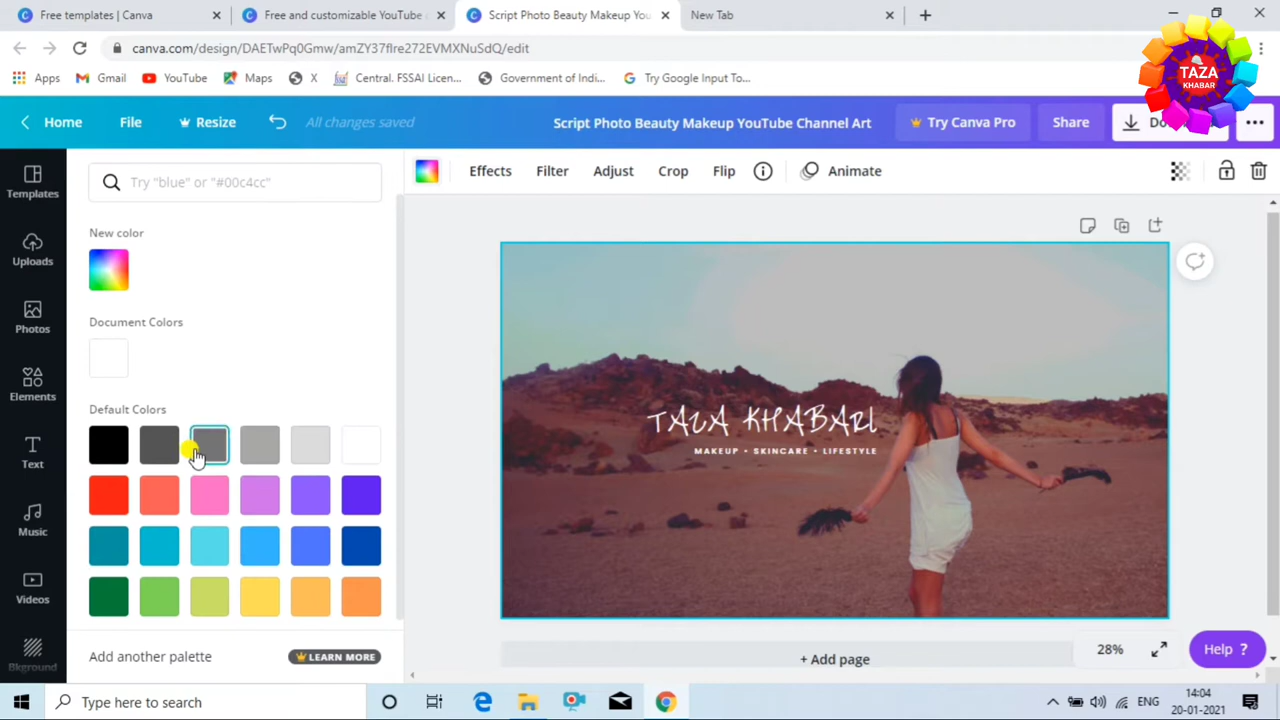 Free templates | Canva
Free and customizable YouTube c
Script Photo Beauty Makeup You
New Tab
canva.com/design/DAETwPq0Gmw/amZY37flre272EVMXNuSdQ/edit
Apps
Gmail
YouTube
Maps
X
Central. FSSAI Licen...
Government of Indi...
Try Google Input To...
TAZA
KHABAR
Home
File
Resize
All changes saved
Script Photo Beauty Makeup YouTube Channel Art
Try Canva Pro
Share
Templates
Uploads
Photos
Elements
Text
Music
Videos
Bkground
Try "blue" or "#00c4cc"
New color
Document Colors
Default Colors
Add another palette
LEARN MORE
Effects
Filter
Adjust
Crop
Flip
Animate
TAZA KHABARI
MAKEUP • SKINCARE • LIFESTYLE
+ Add page
28%
Help ?
Type here to search
ENG
14:04
20-01-2021